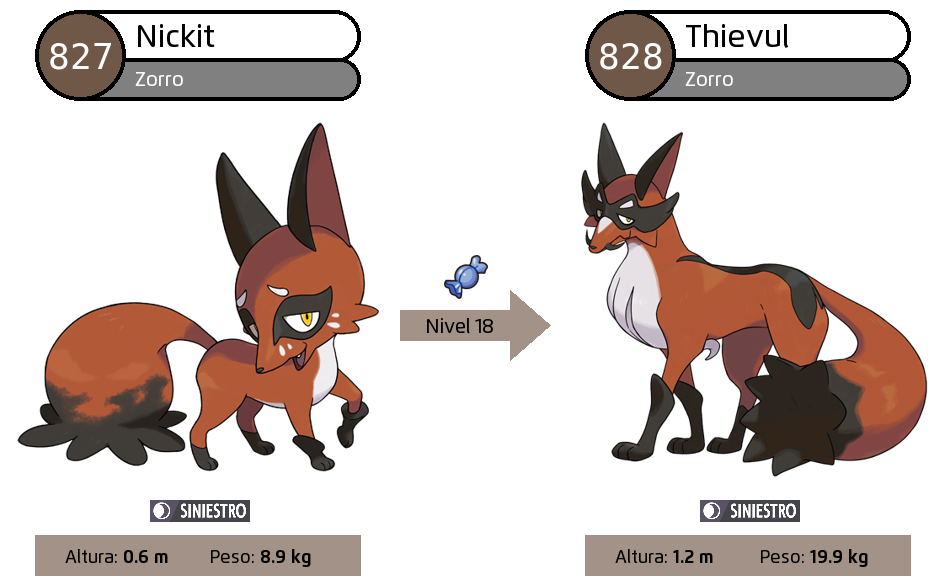 827
Nickit
Zorro
828
Thievul
Zorro
Nivel 18
SINIESTRO
SINIESTRO
Altura: 0.6 m Peso: 8.9 kg
Altura: 1.2 m Peso: 19.9 kg